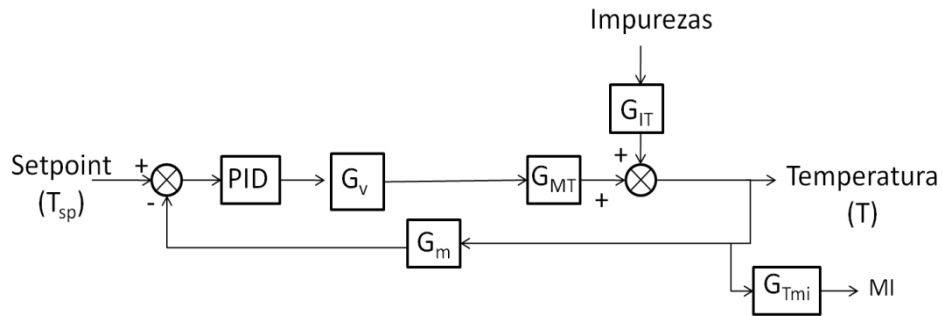 Impurezas
G_IT
+
Setpoint
(T_sp)
+
-
PID
G_v
G_MT
+
Temperatura
(T)
G_m
G_Tmi
MI